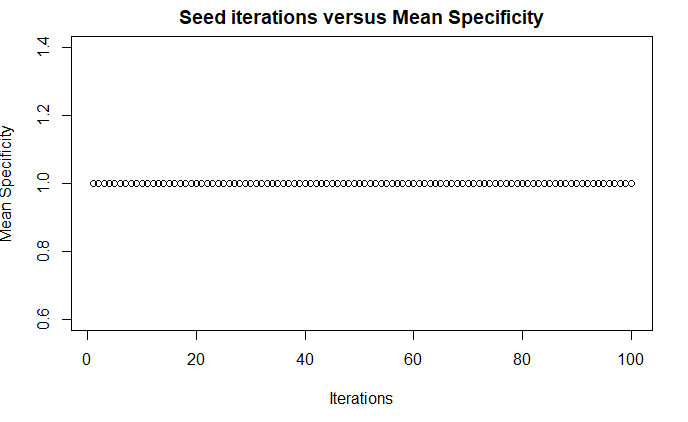 Seed iterations versus Mean Specificity
Mean Specificity
1.4
1.2
1.0
0.8
0.6
0 20 40 60 80 100
Iterations